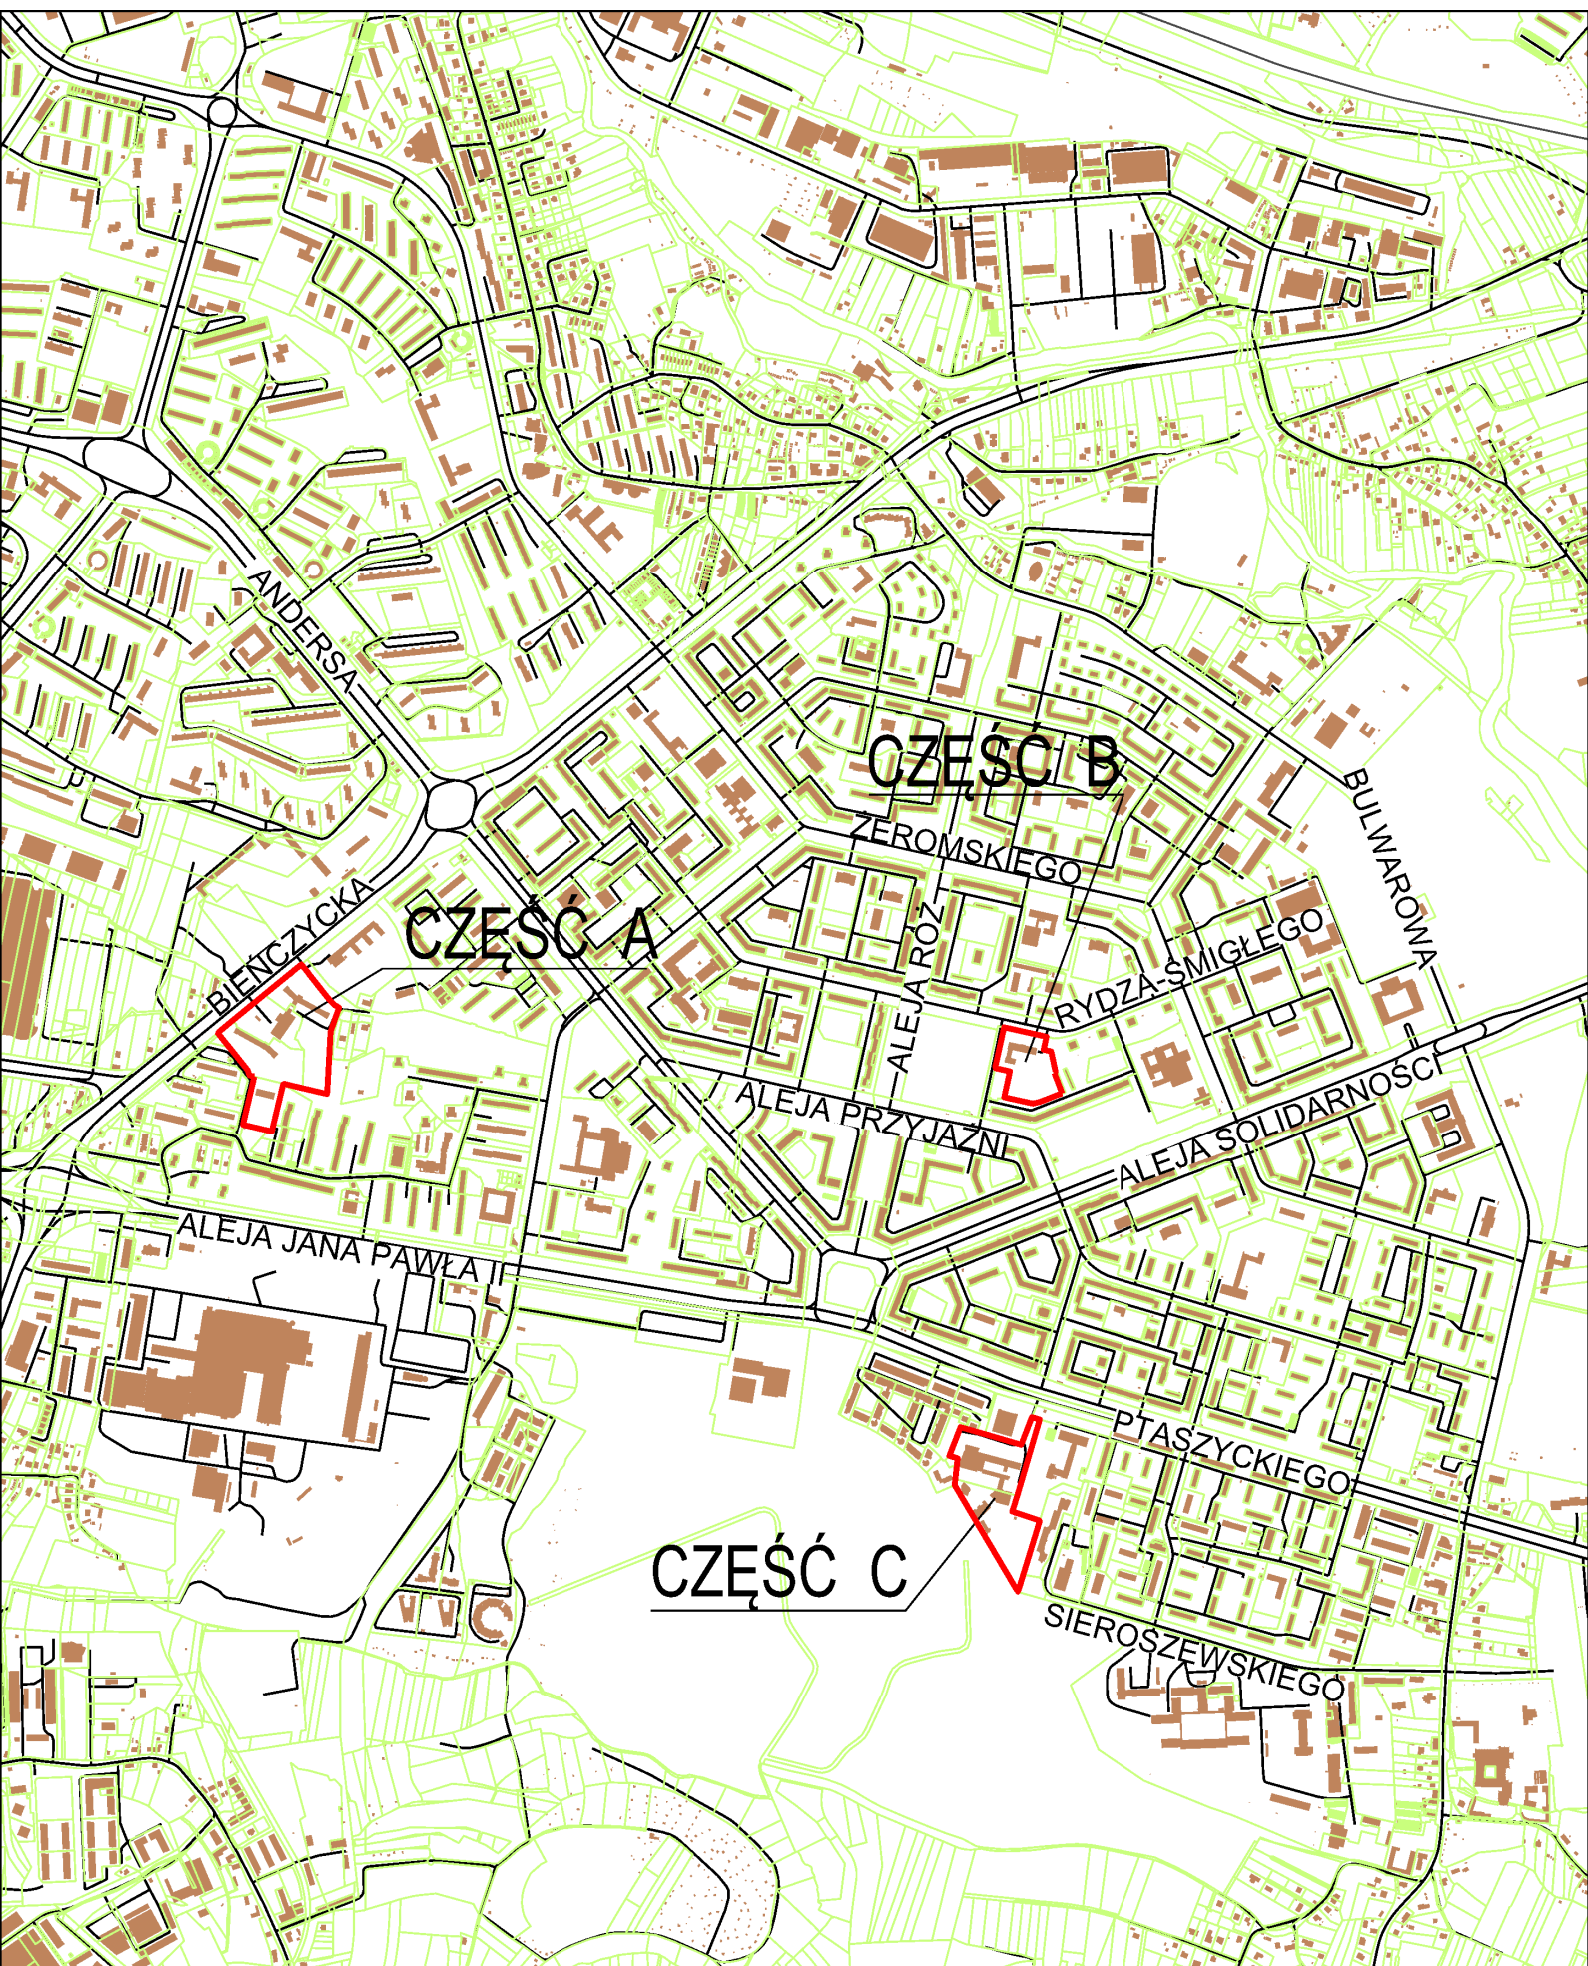 ANDERSA
CZĘŚĆ B
BULWAROWA
ŻEROMSKIEGO
BIEŃCZYCKA
CZĘŚĆ A
ALEJA RÓŻ
RYDZA-ŚMIGŁEGO
ALEJA PRZYJAŹNI
ALEJA SOLIDARNOŚCI
ALEJA JANA PAWŁA II
PTASZYCKIEGO
CZĘŚĆ C
SIEROSZEWSKIEGO